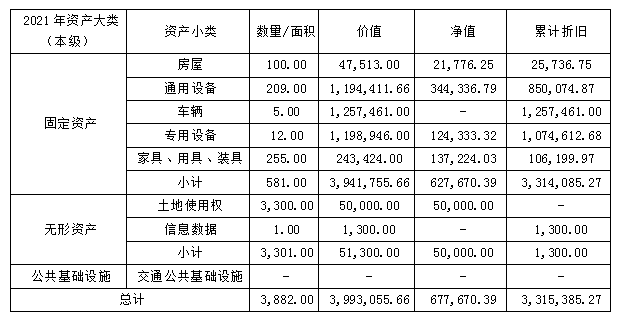 2021 年资产大类（本级） 资产小类 数量/面积 价值 净值 累计折旧
固定资产 房屋 100.00 47,513.00 21,776.25 25,736.75
通用设备 209.00 1,194,411.66 344,336.79 850,074.87
车辆 5.00 1,257,461.00 - 1,257,461.00
专用设备 12.00 1,198,946.00 124,333.32 1,074,612.68
家具、用具、装具 255.00 243,424.00 137,224.03 106,199.97
小计 581.00 3,941,755.66 627,670.39 3,314,085.27
无形资产 土地使用权 3,300.00 50,000.00 50,000.00 -
信息数据 1.00 1,300.00 - 1,300.00
小计 3,301.00 51,300.00 50,000.00 1,300.00
公共基础设施 交通公共基础设施 - - - -
总计 3,882.00 3,993,055.66 677,670.39 3,315,385.27